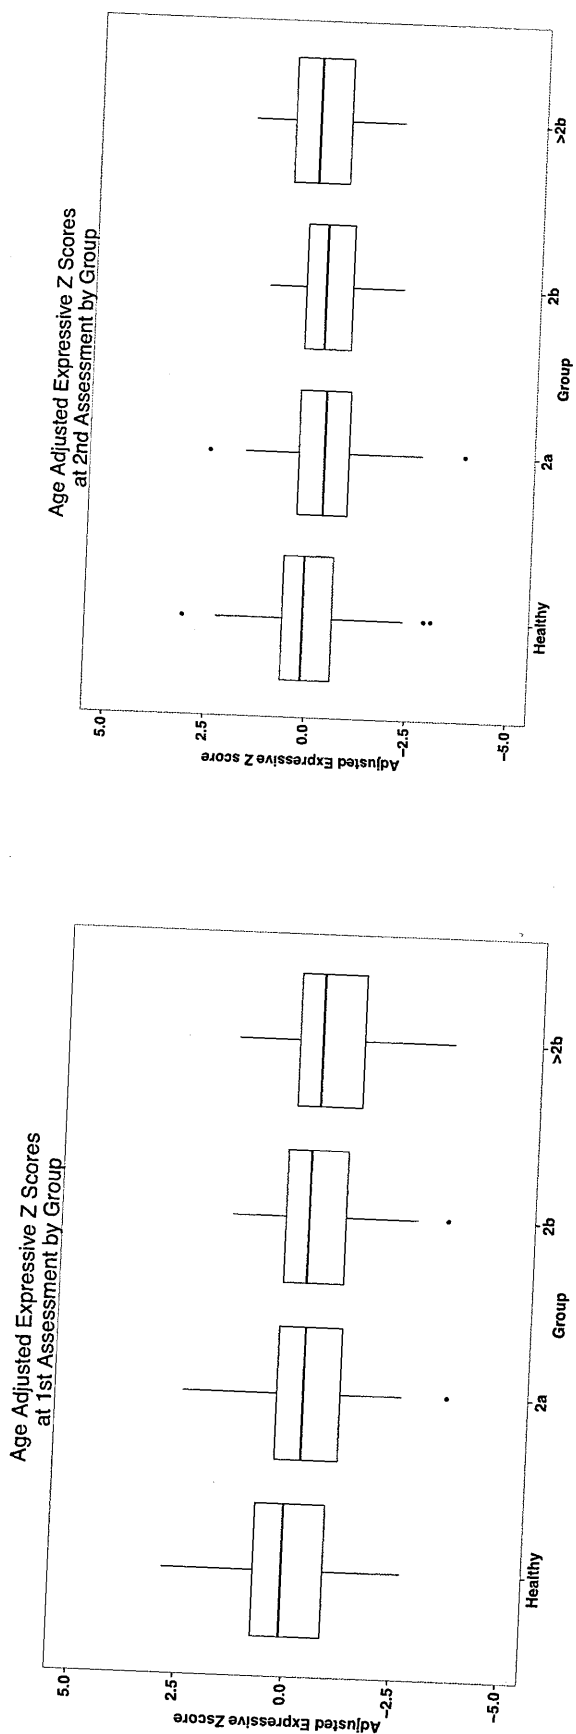 Age Adjusted Expressive Z Scores
at 1st Assessment by Group
5.0
2.5
0.0
−2.5
−5.0
Adjusted Expressive Zscore
Healthy
2a
2b
>2b
Group
Age Adjusted Expressive Z Scores
at 2nd Assessment by Group
5.0
2.5
0.0
−2.5
−5.0
Adjusted Expressive Z score
Healthy
2a
2b
>2b
Group